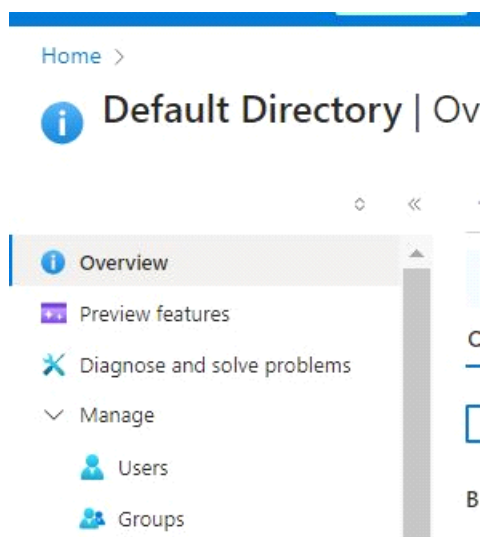 Home >
Default Directory | Ov
Overview
Preview features
Diagnose and solve problems
Manage
Users
Groups